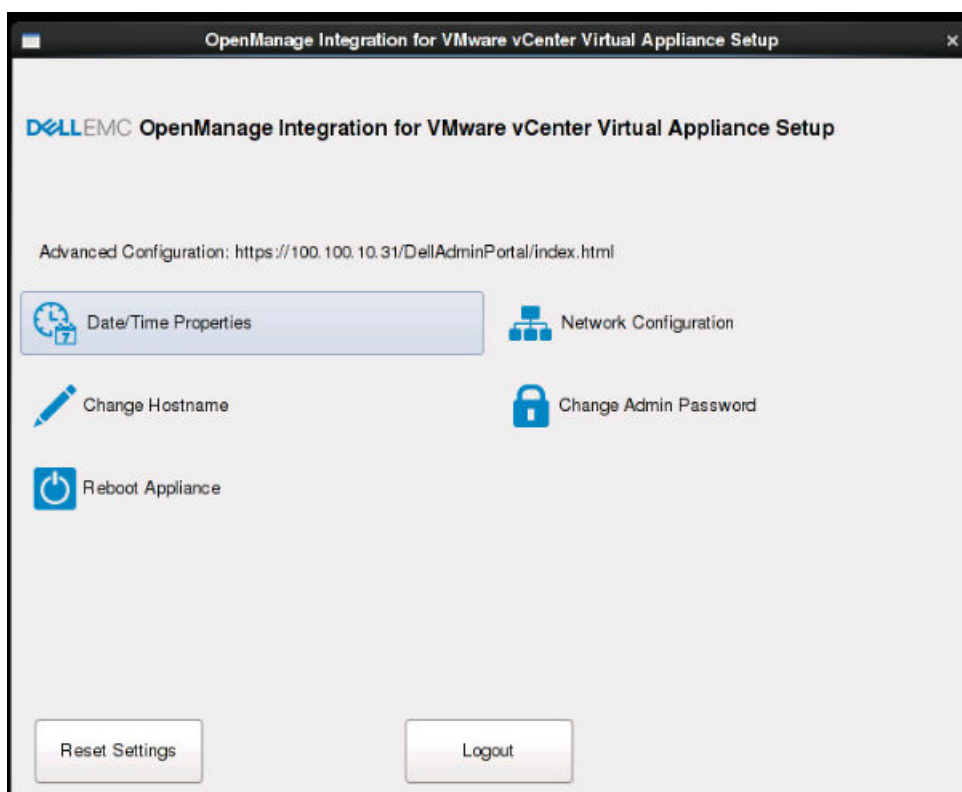 OpenManage Integration for VMware vCenter Virtual Appliance Setup
DELLEMC OpenManage Integration for VMware vCenter Virtual Appliance Setup
Advanced Configuration: https://100.100.10.31/DellAdminPortal/index.html
Date/Time Properties
Network Configuration
7
Change Hostname
Change Admin Password
Reboot Appliance
Reset Settings
Logout